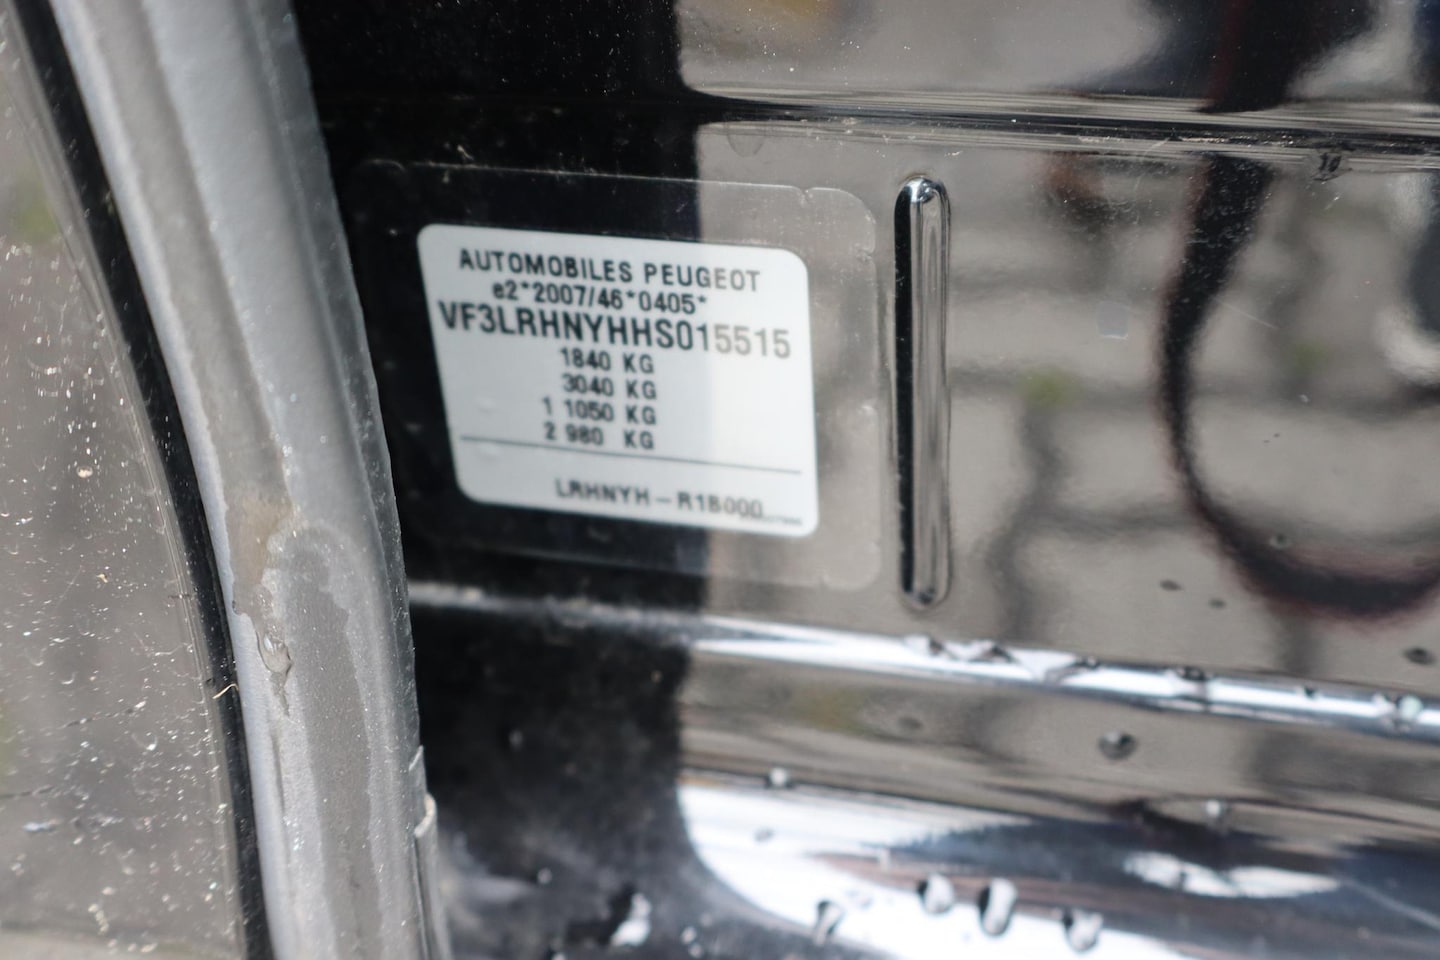 AUTOMOBILES PEUGEOT
e2*2007/46*0405*
VF3LRHNYHHS015515
1840 KG
3040 KG
1 1050 KG
2 980 KG
LRHNYH - R1B000